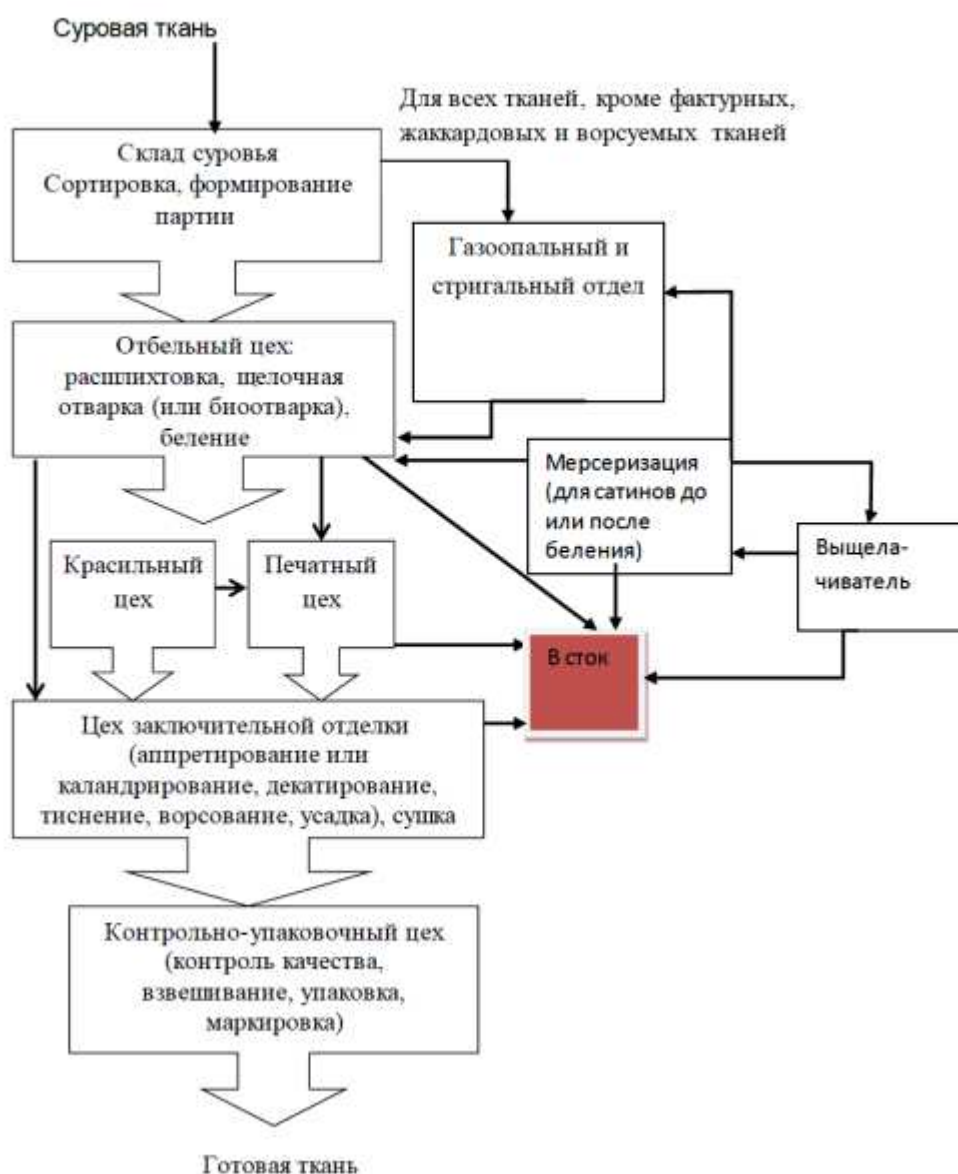 Суровая ткань
Для всех тканей, кроме фактурных,
жаккардовых и ворсуемых тканей
Склад суровья
Сортировка, формирование
партии
Газоопальный и
стригальный отдел
Отбельный цех:
расшлихтовка, щелочная
отварка (или биоотварка),
беление
Мерсеризация
(для сатинов до
или после
беления)
Выщела-
чиватель
Красильный
цех
Печатный
цех
В сток
Цех заключительной отделки
(аппретирование или
каландрирование, декатирование,
тиснение, ворсование, усадка), сушка
Контрольно-упаковочный цех
(контроль качества,
взвешивание, упаковка,
маркировка)
Готовая ткань